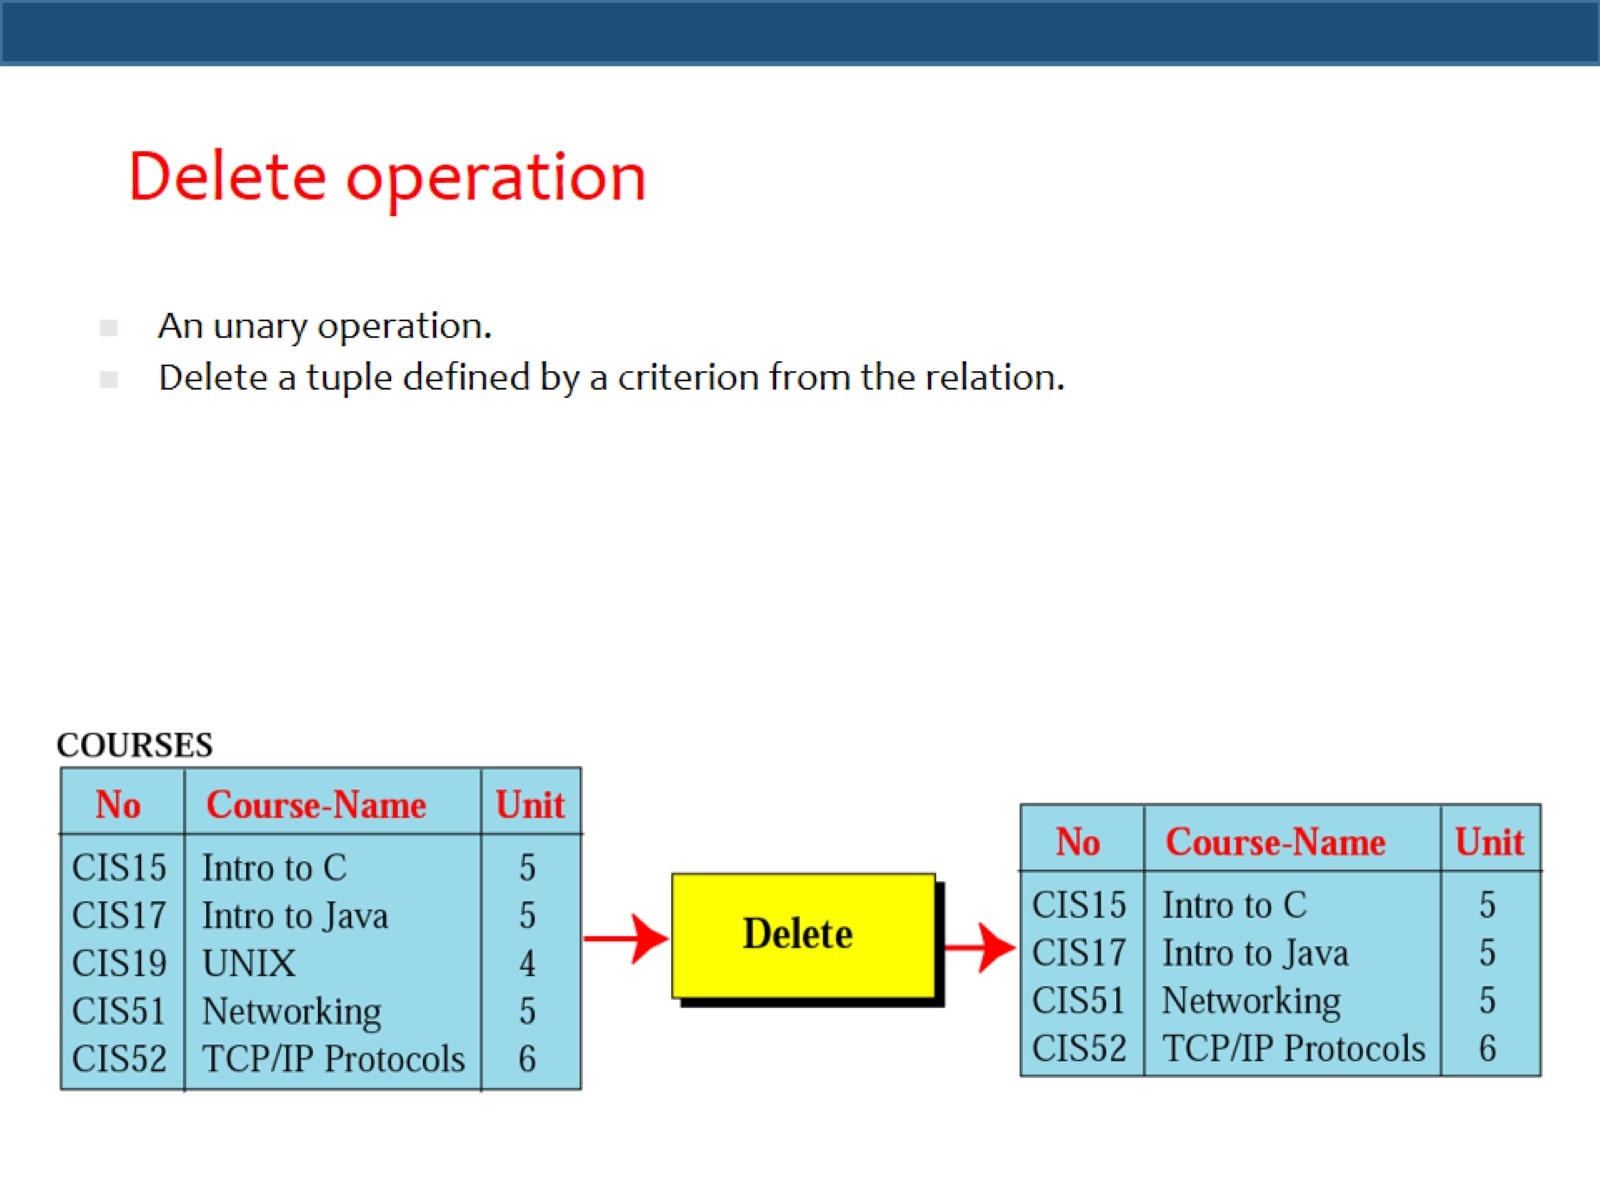 Delete operation
An unary operation.
Delete a tuple defined by a criterion from the relation.
COURSES
No Course-Name Unit
CIS15 Intro to C 5
CIS17 Intro to Java 5
CIS19 UNIX 4
CIS51 Networking 5
CIS52 TCP/IP Protocols 6
Delete
No Course-Name Unit
CIS15 Intro to C 5
CIS17 Intro to Java 5
CIS51 Networking 5
CIS52 TCP/IP Protocols 6